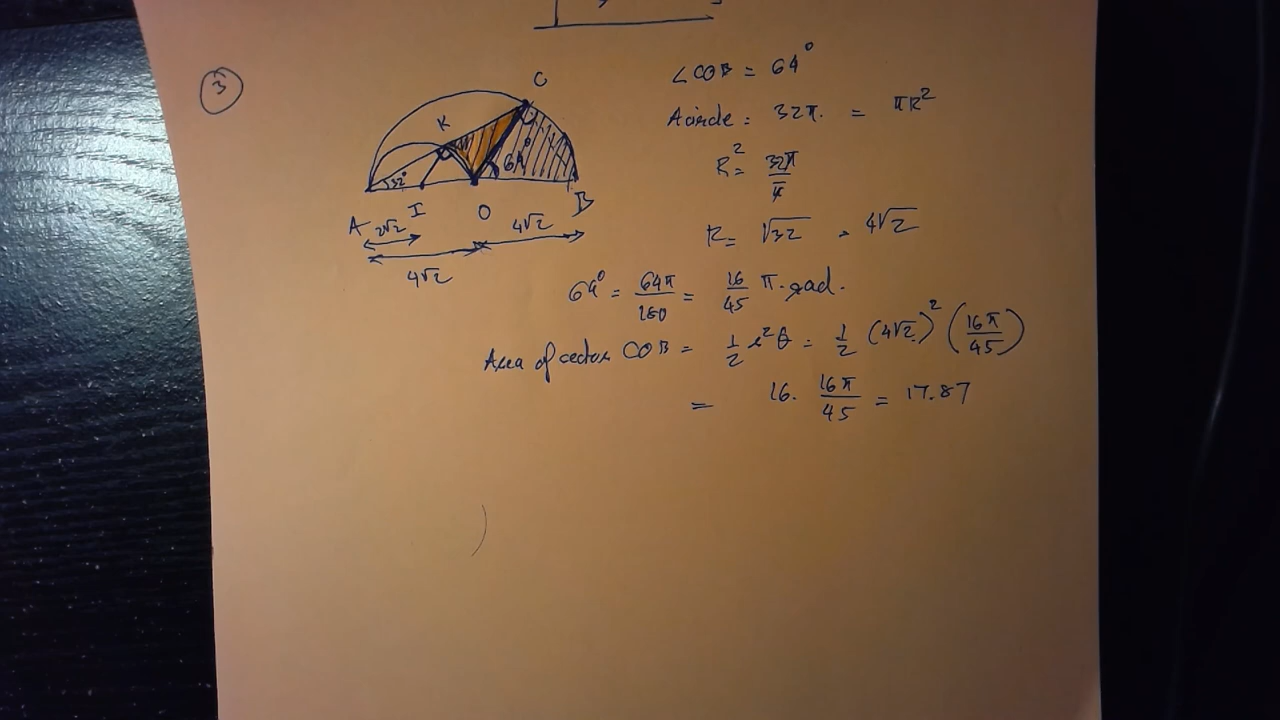 3
C
K
32°
64°
A
I
O
B
2√2
4√2
4√2
∠COB = 64°
Acircle = 32π. = πR²
R² = 32π/π
R = √32 = 4√2
64° = 64π/180 = 16/45 π.rad.
Area of sector COB = 1/2 r²θ = 1/2 (4√2)² (16π/45)
= 16. 16π/45 = 17.87